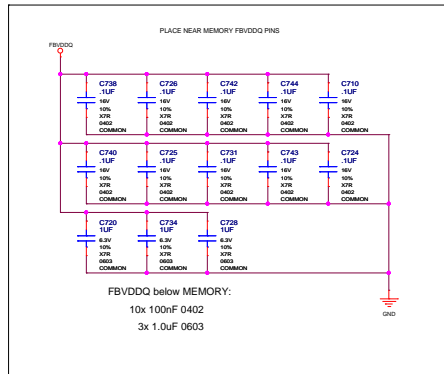 PLACE NEAR MEMORY FBVDDQ PINS
FBVDDQ
C738 C726 C742 C744 C710
.1UF .1UF .1UF .1UF .1UF
16V 16V 16V 16V 16V
10% 10% 10% 10% 10%
X7R X7R X7R X7R X7R
0402 0402 0402 0402 0402
COMMON COMMON COMMON COMMON COMMON
C740 C725 C731 C743 C724
.1UF .1UF .1UF .1UF .1UF
16V 16V 16V 16V 16V
10% 10% 10% 10% 10%
X7R X7R X7R X7R X7R
0402 0402 0402 0402 0402
COMMON COMMON COMMON COMMON COMMON
C720 C734 C728
1UF 1UF 1UF
6.3V 6.3V 6.3V
10% 10% 10%
X7R X7R X7R
0603 0603 0603
COMMON COMMON COMMON
FBVDDQ below MEMORY:
10x 100nF 0402
3x 1.0uF 0603
GND